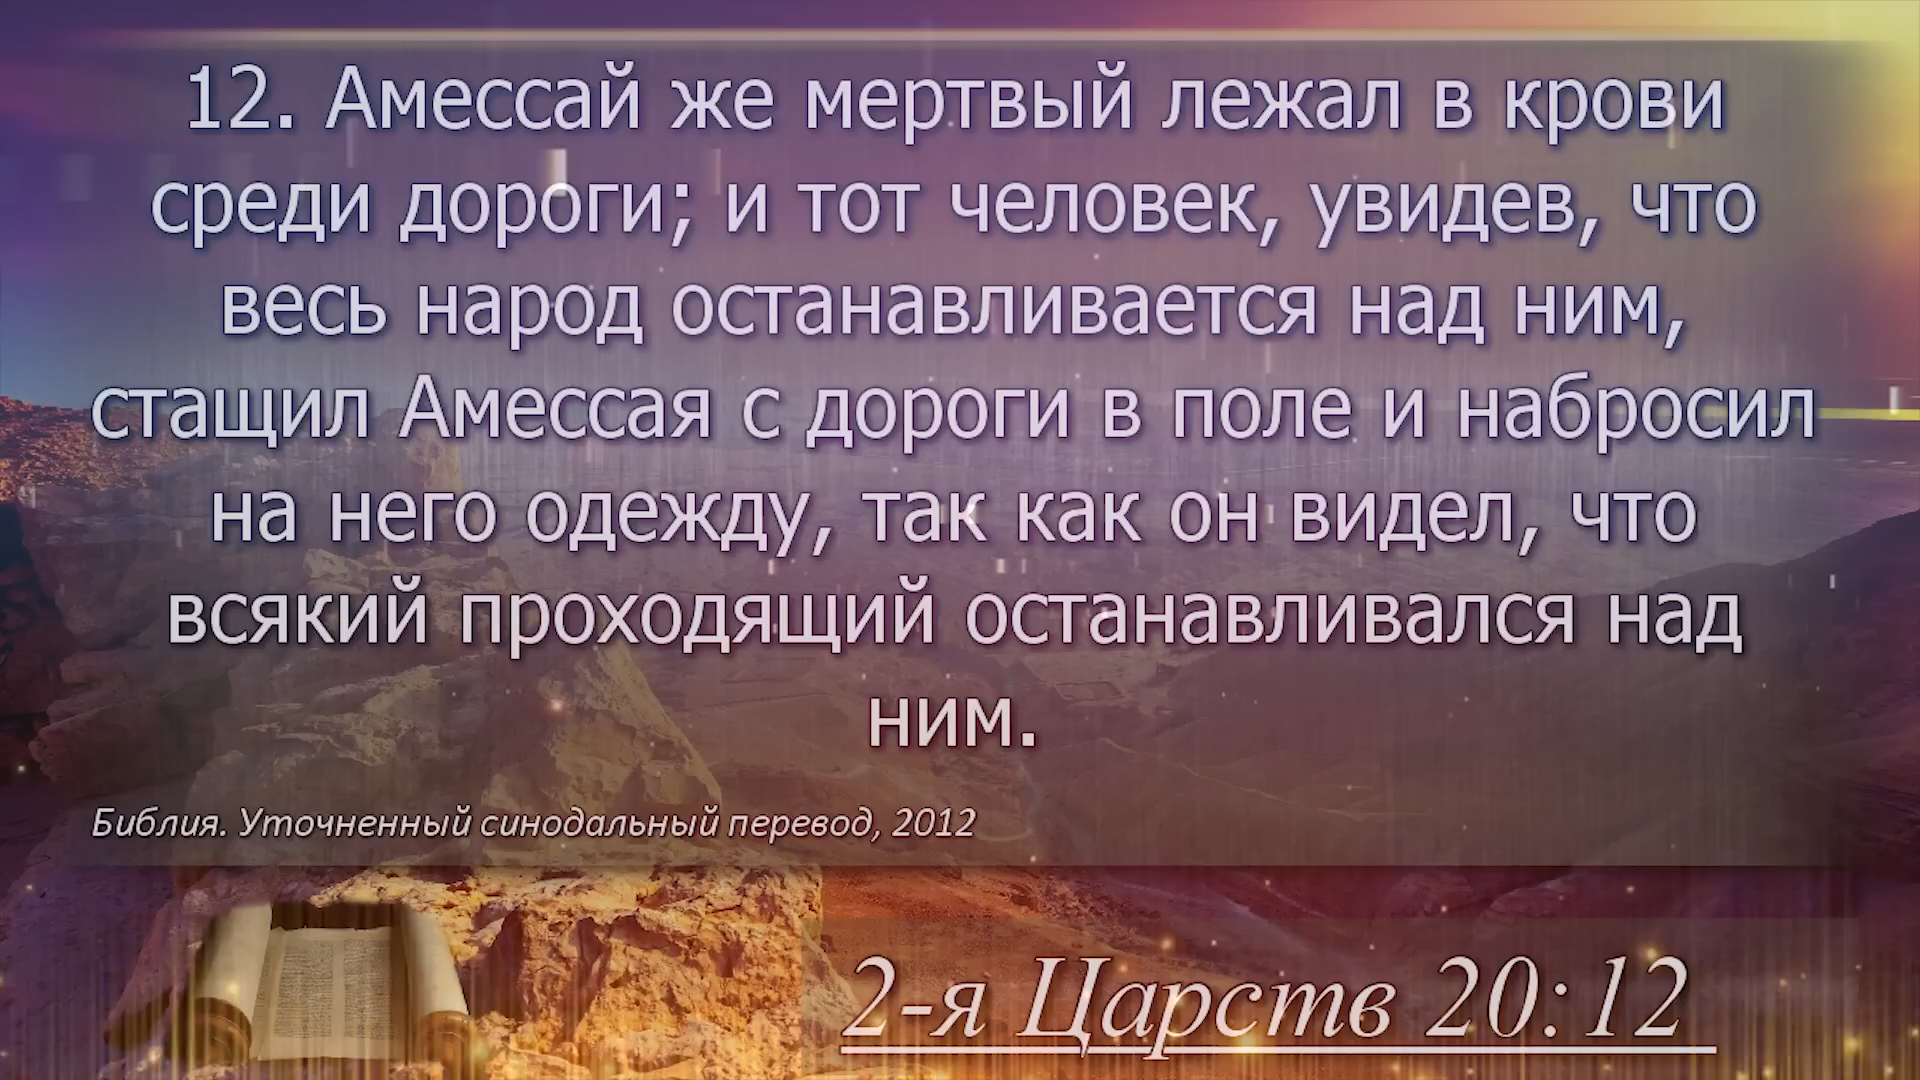 12. Амессай же мертвый лежал в крови
среди дороги; и тот человек, увидев, что
весь народ останавливается над ним,
стащил Амессая с дороги в поле и набросил
на него одежду, так как он видел, что
всякий проходящий останавливался над
ним.
Библия. Уточненный синодальный перевод, 2012
2-я Царств 20:12